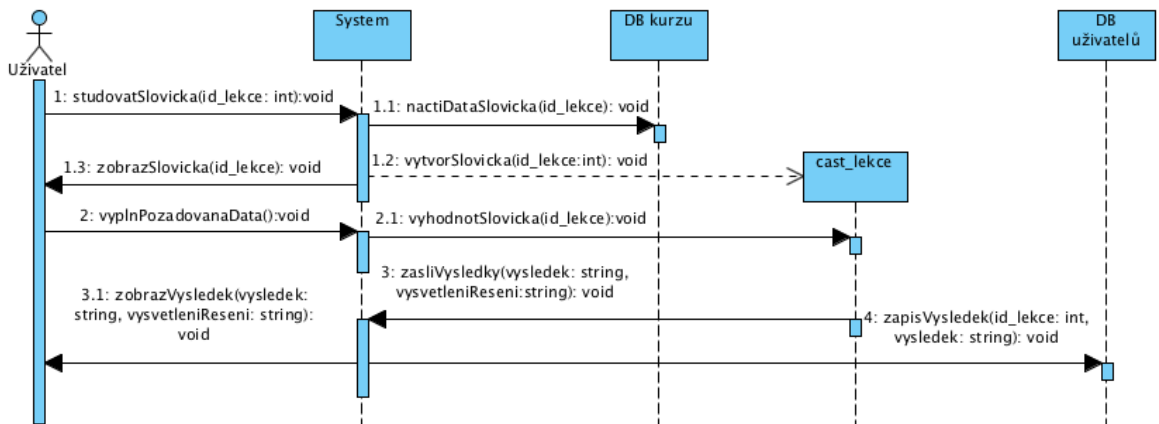 System
DB kurzu
DB
uživatelů
Uživatel
1: studovatSlovicka(id_lekce: int):void
1.1: nactiDataSlovicka(id_lekce): void
1.3: zobrazSlovicka(id_lekce): void
1.2: vytvorSlovicka(id_lekce:int): void
cast_lekce
2: vyplnPozadovanaData():void
2.1: vyhodnotSlovicka(id_lekce):void
3: zasliVysledky(vysledek: string,
vysvetleniReseni:string): void
3.1: zobrazVysledek(vysledek:
string, vysvetleniReseni: string):
void
4: zapisVysledek(id_lekce: int,
vysledek: string): void